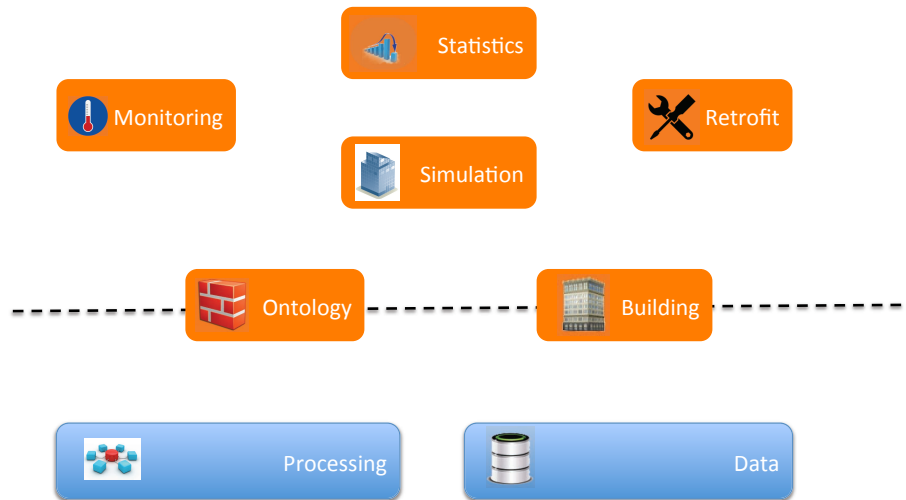 Statistics
Monitoring
Retrofit
Simulation
Ontology
Building
Processing
Data